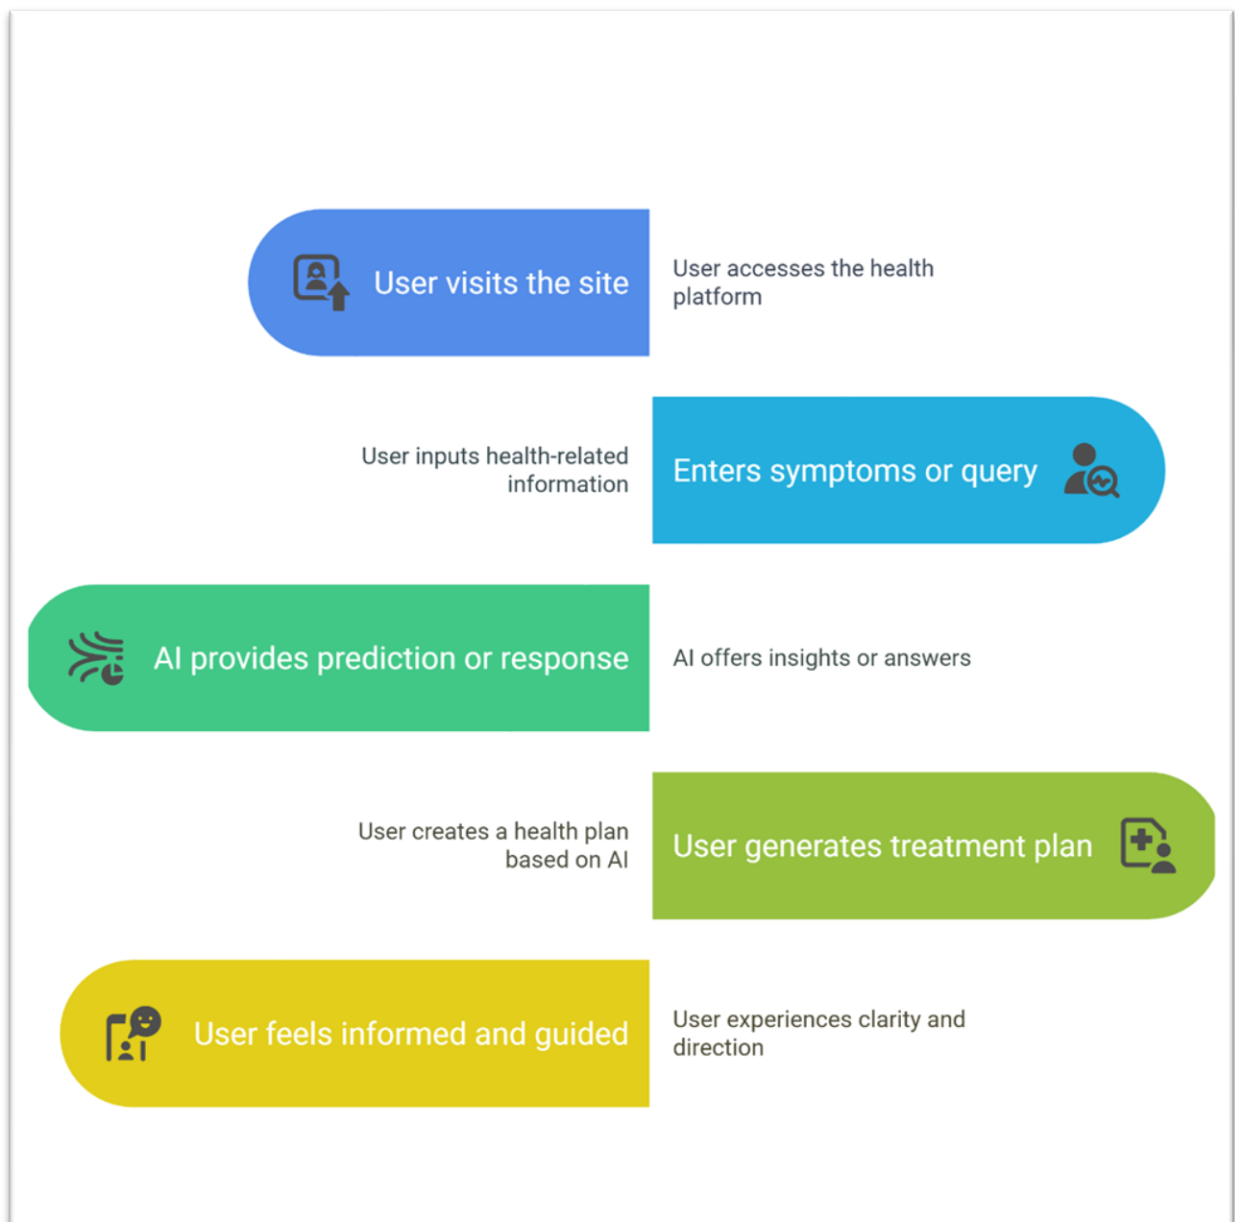 User visits the site
User accesses the health
platform
User inputs health-related
information
Enters symptoms or query
AI provides prediction or response
AI offers insights or answers
User creates a health plan
based on AI
User generates treatment plan
User feels informed and guided
User experiences clarity and
direction